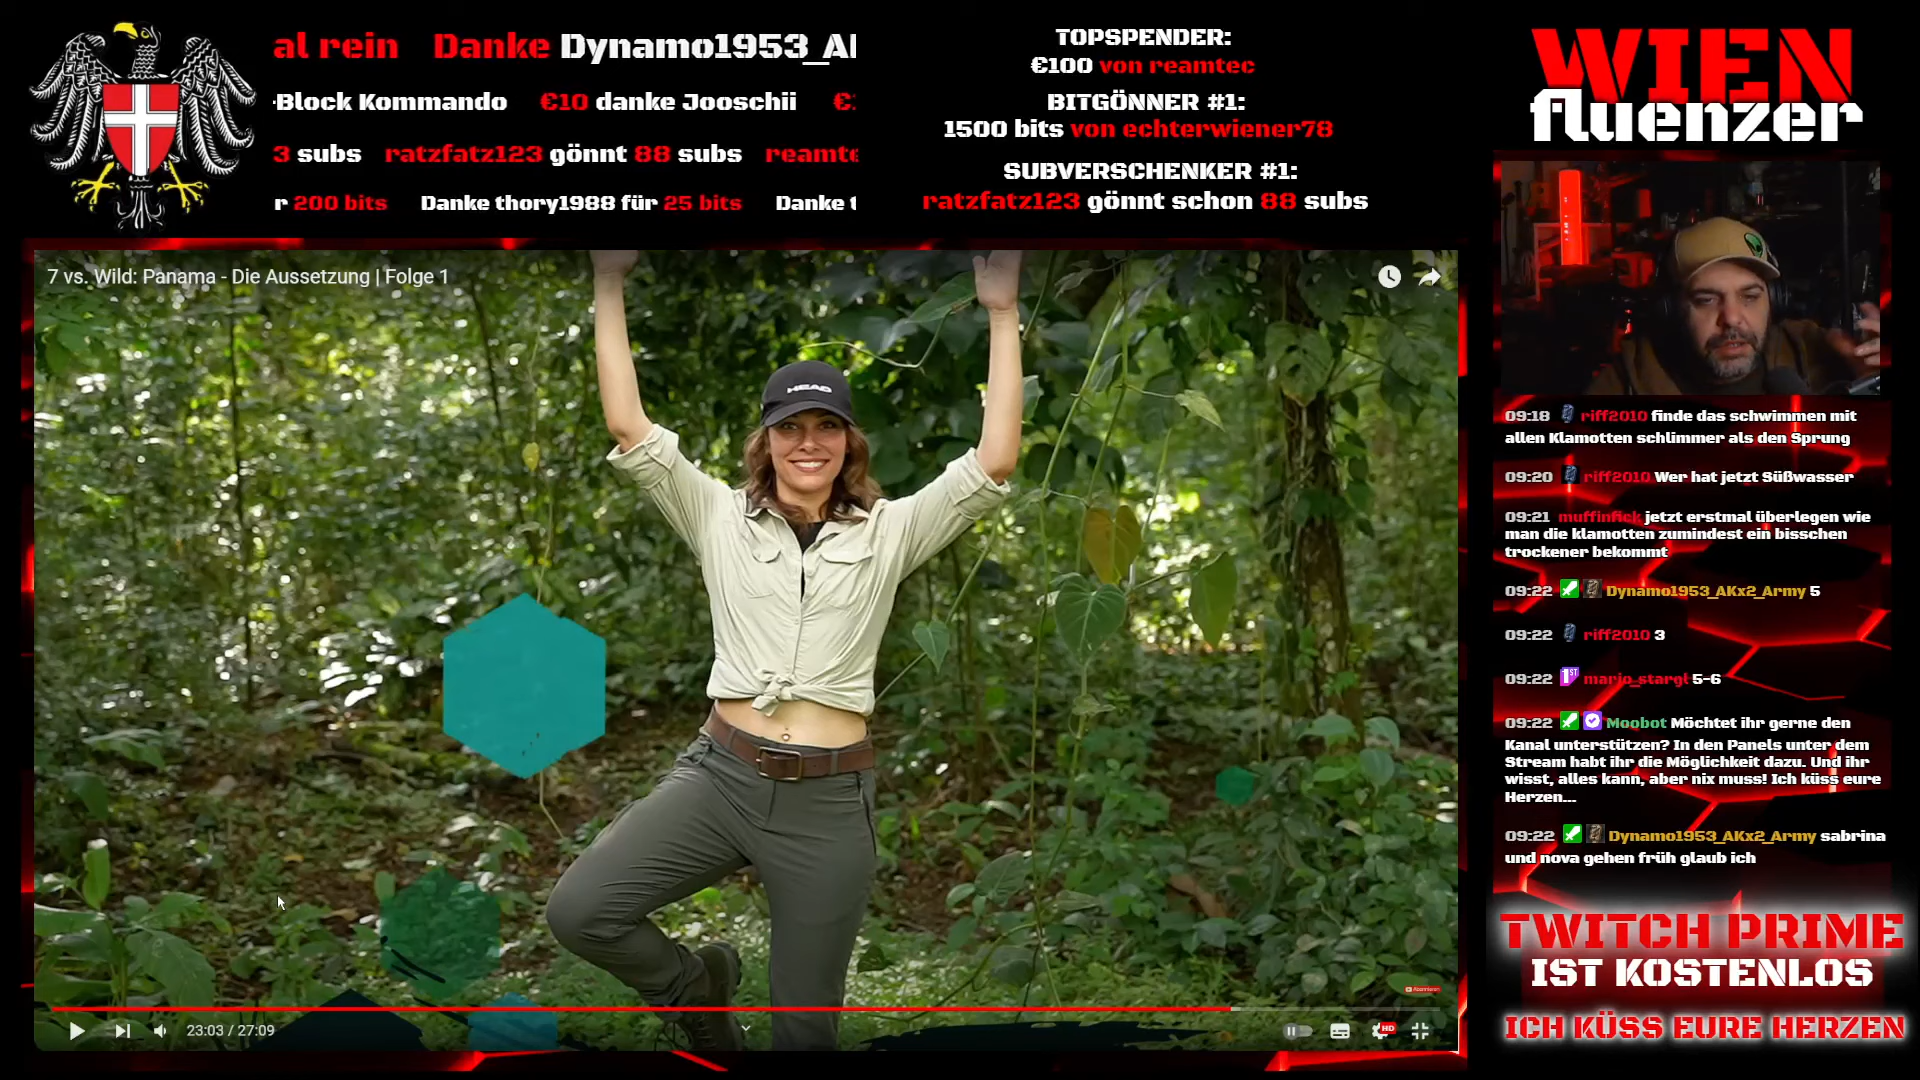 al rein Danke Dynamo1953_Al
-Block Kommando €10 danke Jooschii
3 subs ratzfatz123 gönnt 88 subs reamte
r 200 bits Danke thory1988 für 25 bits Danke t
TOPSPENDER:
€100 von reamtec
BITGÖNNER #1:
1500 bits von echterwiener78
SUBVERSCHENKER #1:
ratzfatz123 gönnt schon 88 subs
WIEN
fluenzer
7 vs. Wild: Panama - Die Aussetzung | Folge 1
HEAD
23:03 / 27:09
HD
09:18 riff2010 finde das schwimmen mit
allen Klamotten schlimmer als den Sprung
09:20 riff2010 Wer hat jetzt Süßwasser
09:21 muffinfick jetzt erstmal überlegen wie
man die klamotten zumindest ein bisschen
trockener bekommt
09:22 Dynamo1953_AKx2_Army 5
09:22 riff2010 3
09:22 1ST mario_stargl 5-6
09:22 Moobot Möchtet ihr gerne den
Kanal unterstützen? In den Panels unter dem
Stream habt ihr die Möglichkeit dazu. Und ihr
wisst, alles kann, aber nix muss! Ich küss eure
Herzen...
09:22 Dynamo1953_AKx2_Army sabrina
und nova gehen früh glaub ich
TWITCH PRIME
IST KOSTENLOS
ICH KÜSS EURE HERZEN